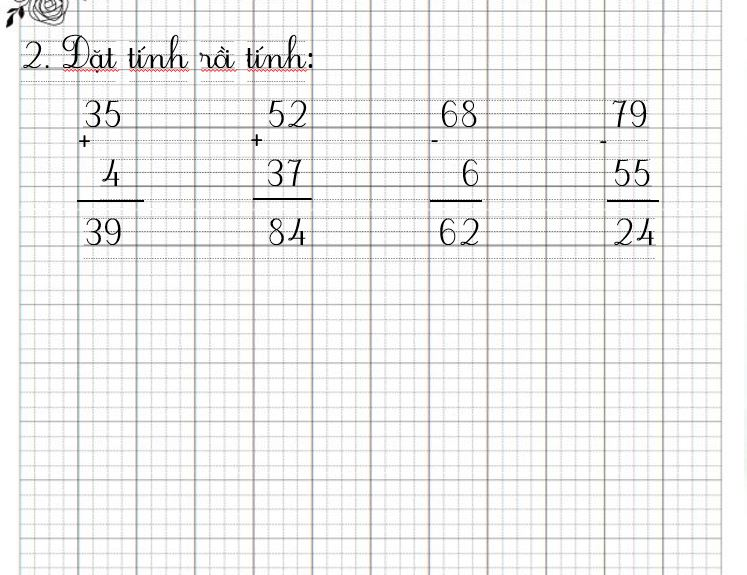 2. Đặt tính rồi tính:
35 52 68 79
+ + - -
4 37 6 55
39 84 62 24